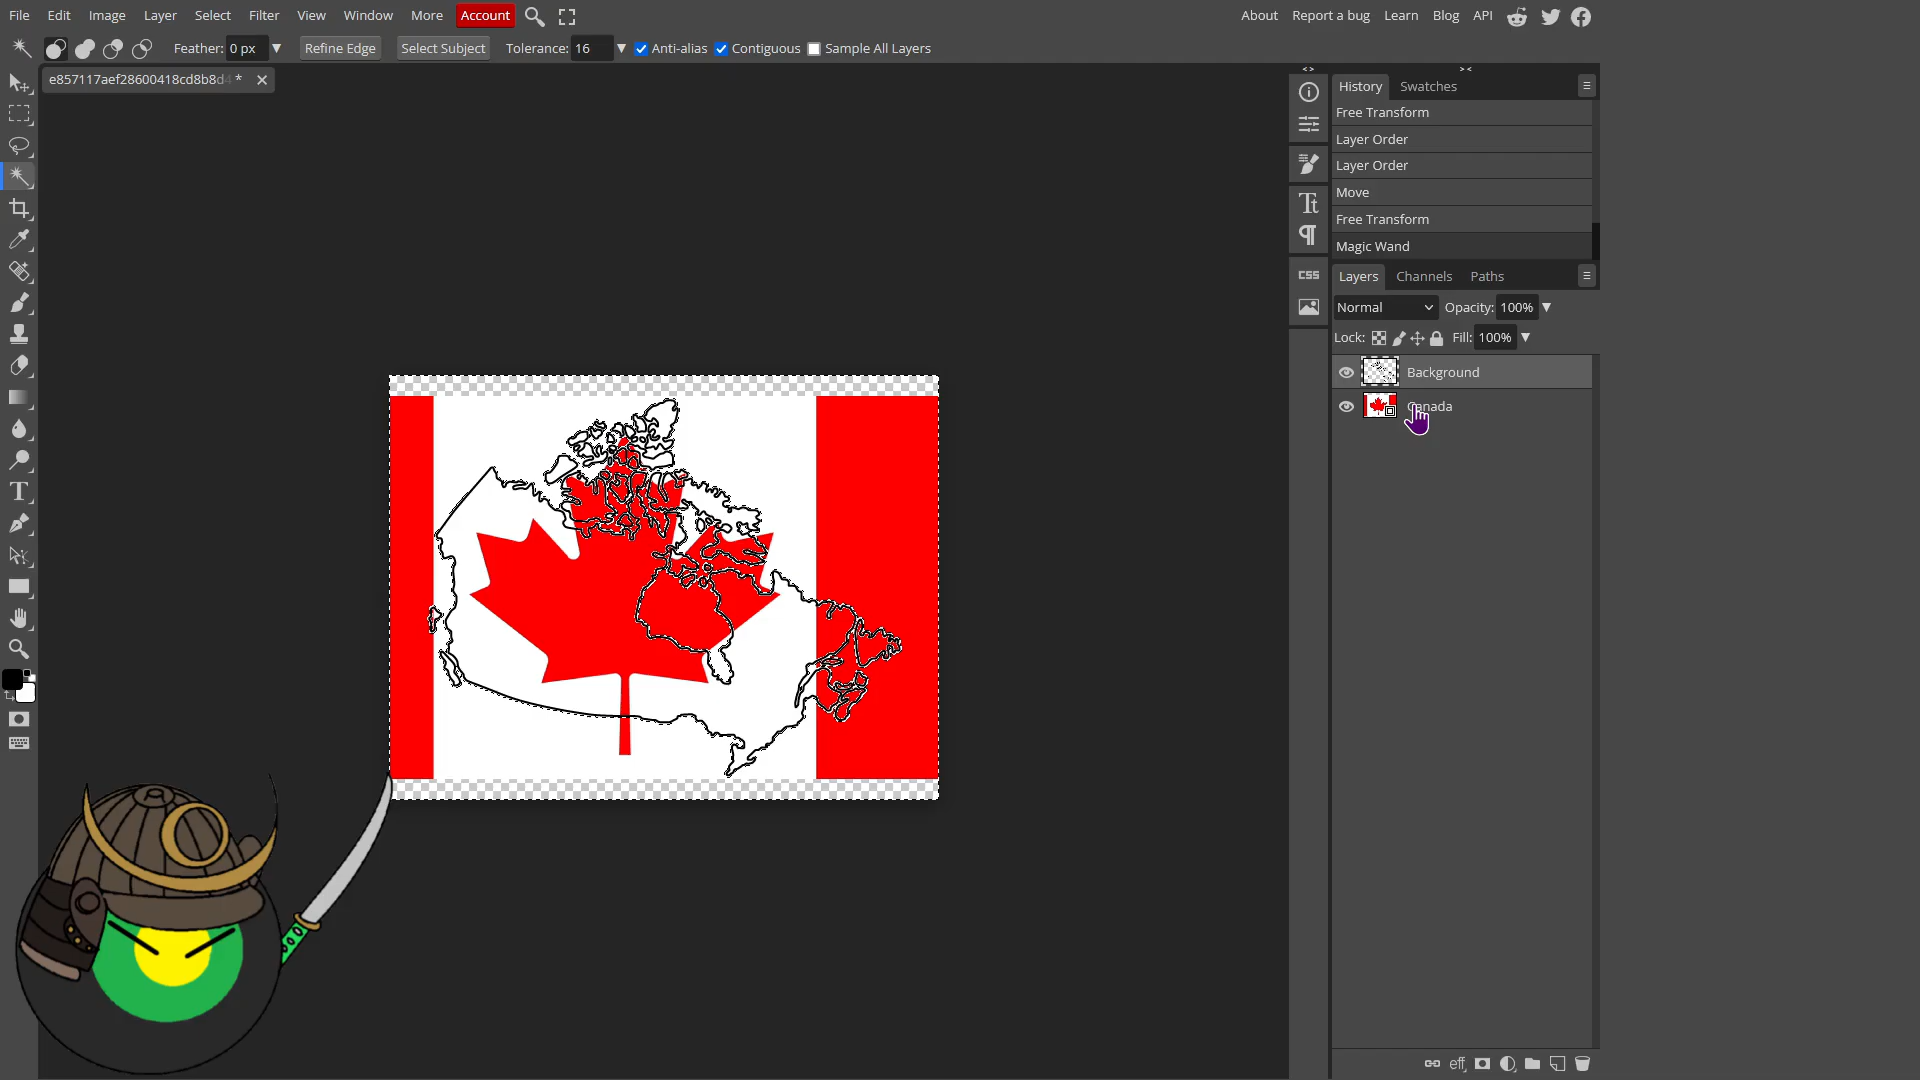 File Edit Image Layer Select Filter View Window More Account About Report a bug Learn Blog API
Feather: 0 px Refine Edge Select Subject Tolerance: 16 Anti-alias Contiguous Sample All Layers
e857117aef28600418cd8b8d4 *
History Swatches
Free Transform
Layer Order
Layer Order
Move
Free Transform
Magic Wand
Layers Channels Paths
Normal Opacity: 100%
Lock: Fill: 100%
Background
Canada
CSS
eff